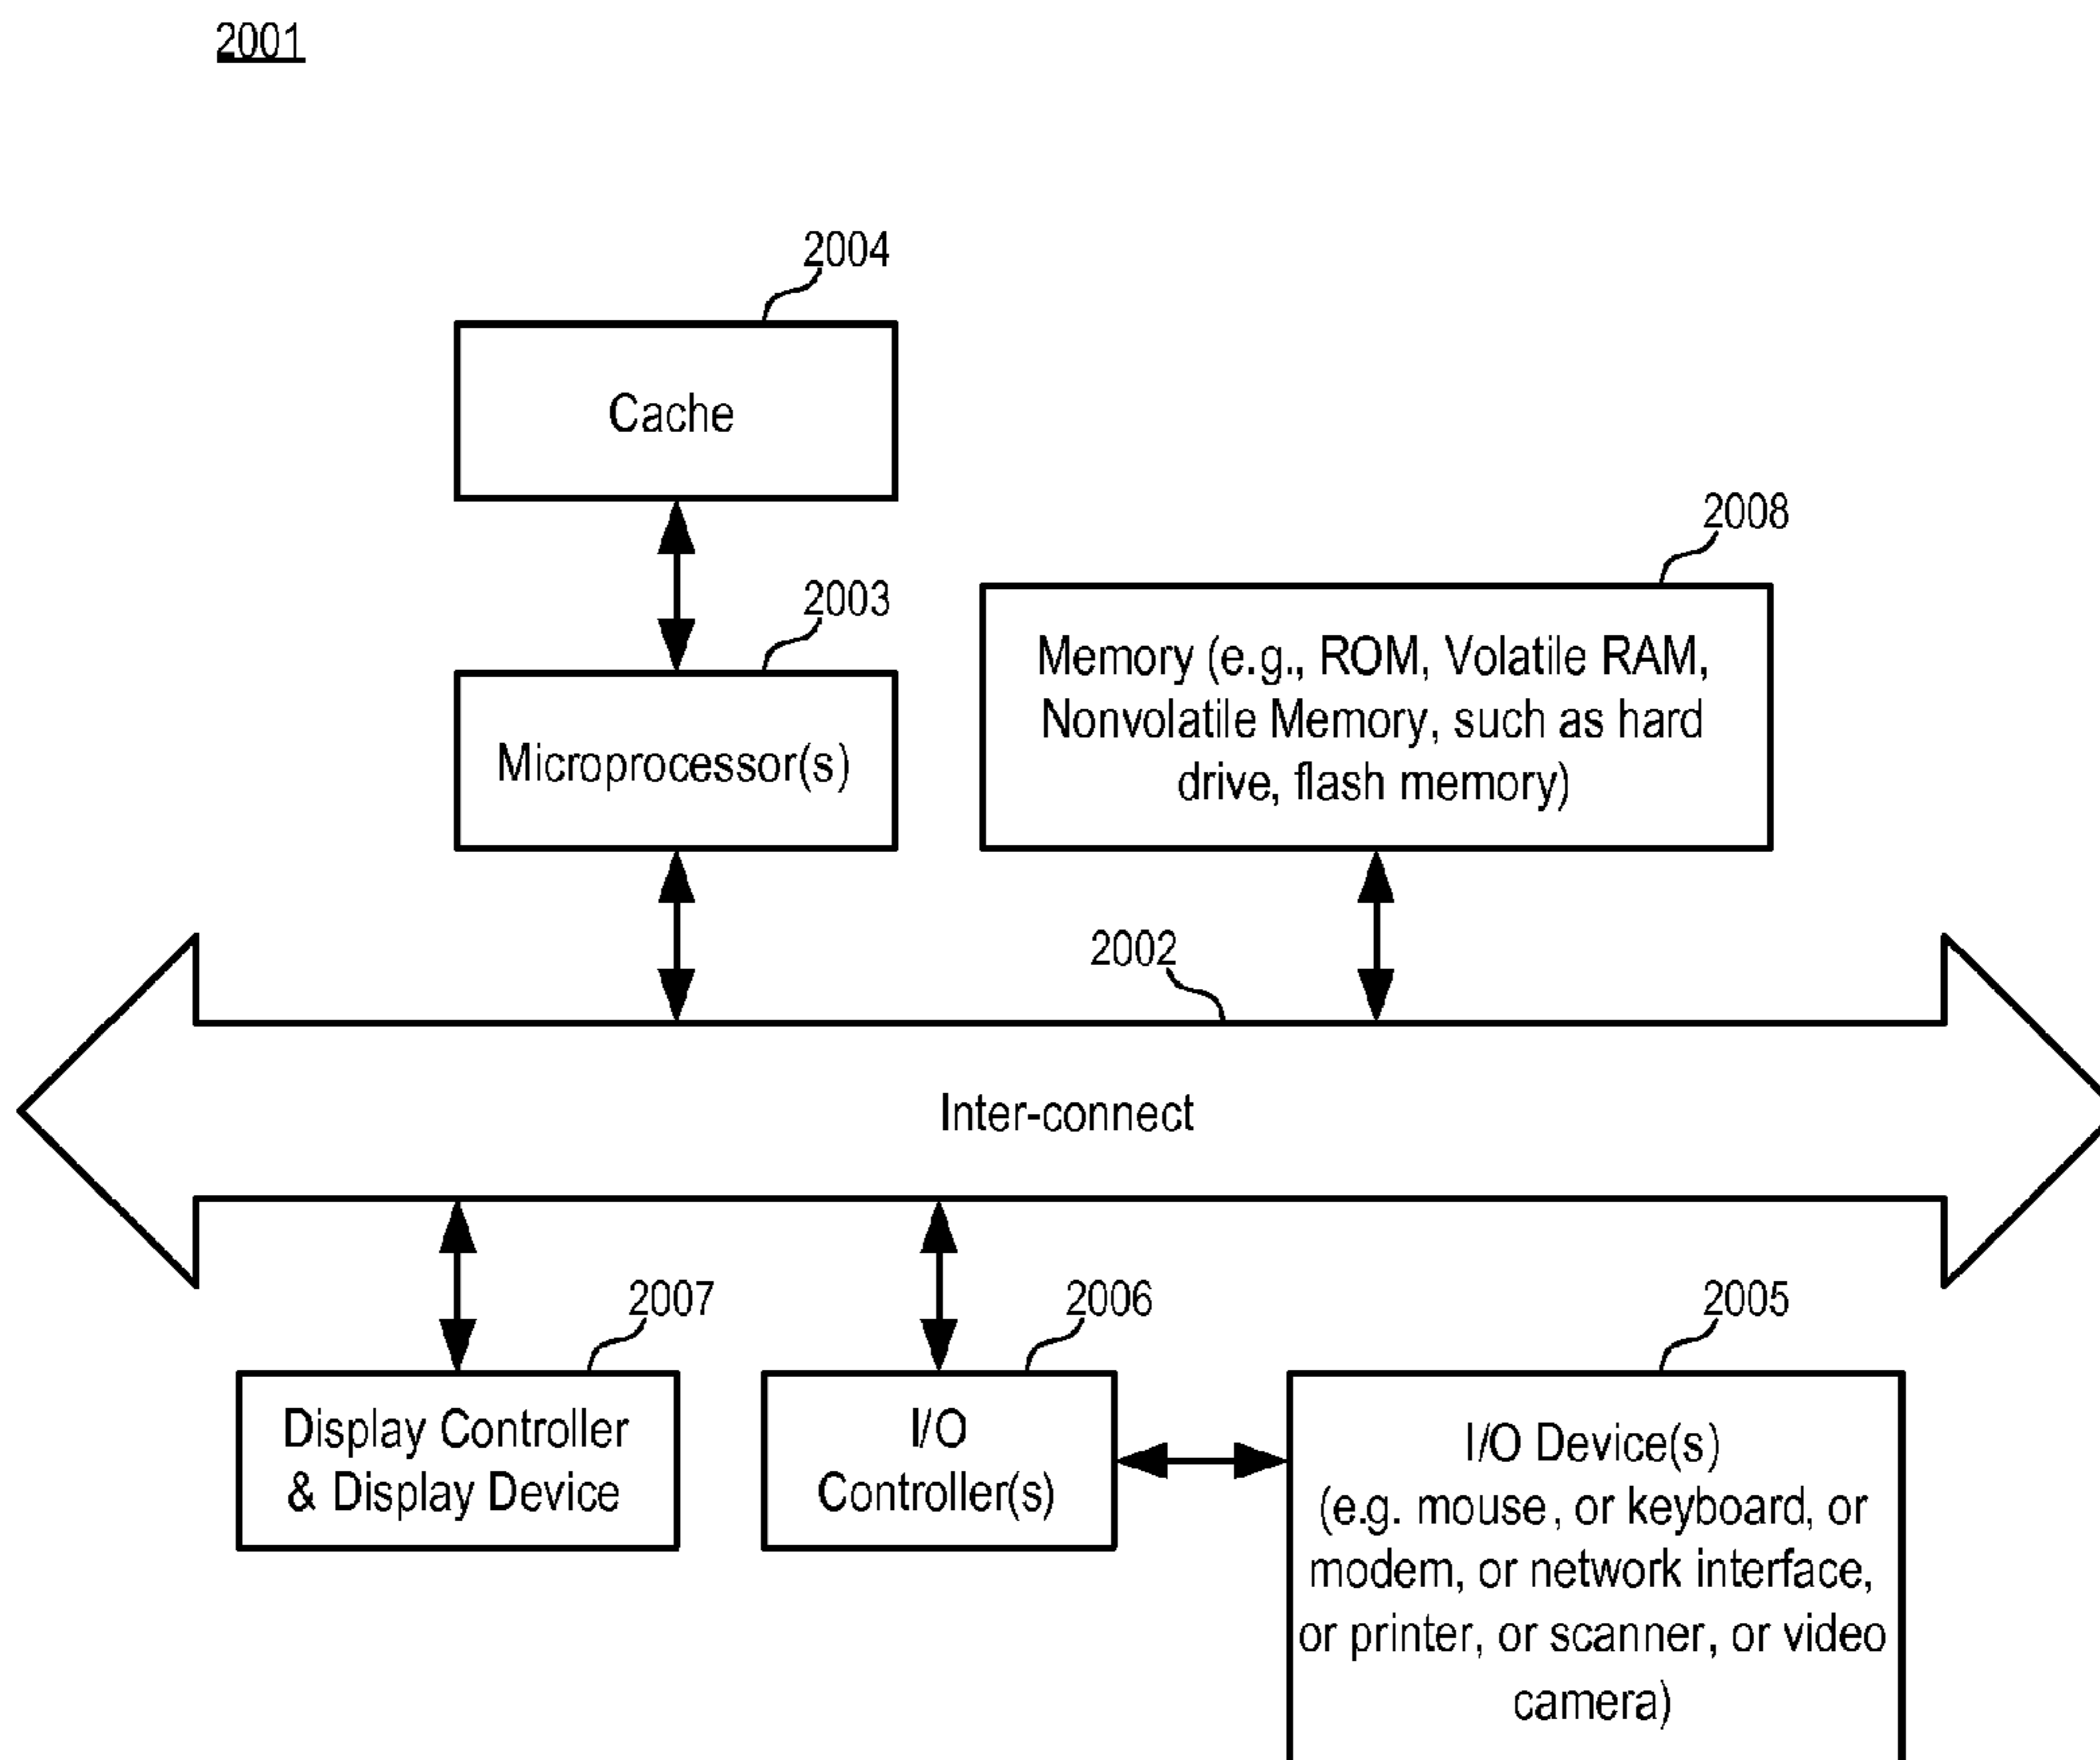 2001
2004
Cache
2008
2003
Memory (e.g., ROM, Volatile RAM,
Nonvolatile Memory, such as hard
drive, flash memory)
Microprocessor(s)
2002
Inter-connect
2007
2006
2005
Display Controller
& Display Device
I/O
Controller(s)
I/O Device(s)
(e.g. mouse, or keyboard, or
modem, or network interface,
or printer, or scanner, or video
camera)